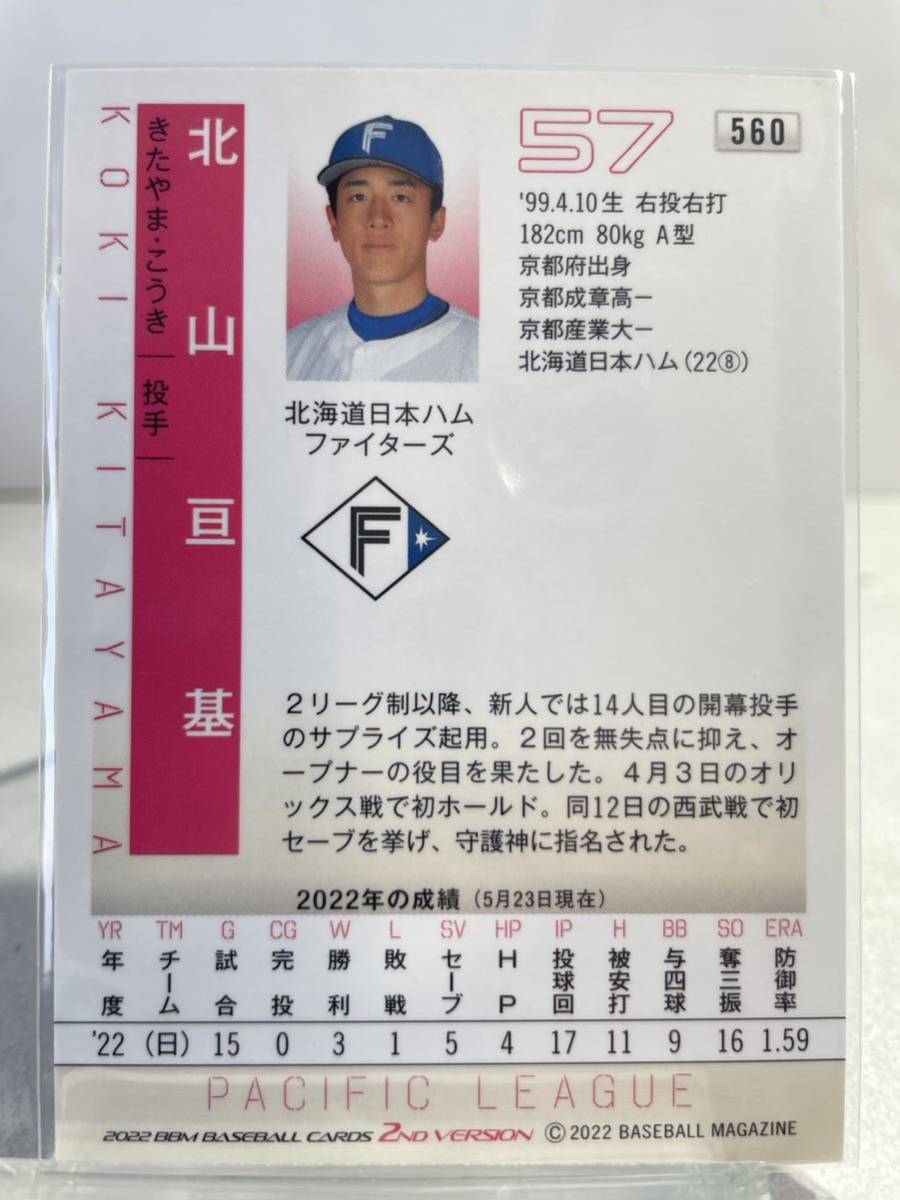 KOKI KITAYAMA
きたやま・こうき｜投手｜
北山亘基
57
560
'99.4.10生 右投右打
182cm 80kg A型
京都府出身
京都成章高ー
京都産業大ー
北海道日本ハム(22⑧)
F
北海道日本ハム
ファイターズ
F
２リーグ制以降、新人では14人目の開幕投手
のサプライズ起用。２回を無失点に抑え、オ
ープナーの役目を果たした。４月３日のオリ
ックス戦で初ホールド。同12日の西武戦で初
セーブを挙げ、守護神に指名された。
2022年の成績（5月23日現在）
YR TM G CG W L SV HP IP H BB SO ERA
年度 チーム 試合 完投 勝利 敗戦 セーブ HP 投球回 被安打 与四球 奪三振 防御率
'22 (日) 15 0 3 1 5 4 17 11 9 16 1.59
PACIFIC LEAGUE
2022 BBM BASEBALL CARDS 2ND VERSION ©2022 BASEBALL MAGAZINE